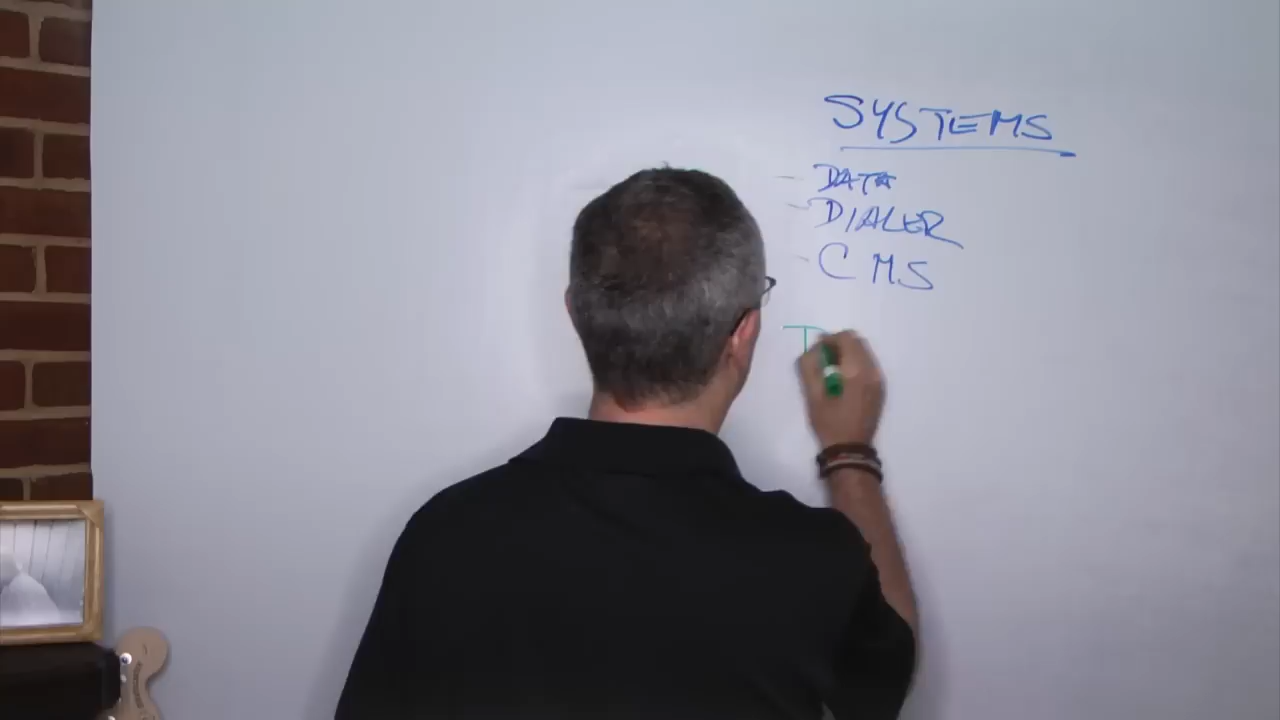 SYSTEMS
- DATA
- DIALER
- CMS
T